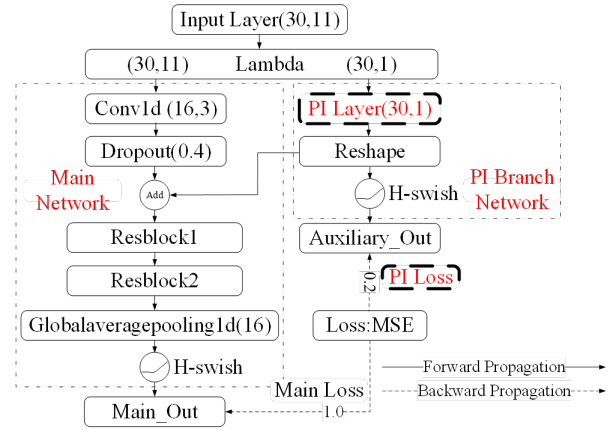 Input Layer(30,11)
(30,11) Lambda (30,1)
Conv1d (16,3)
PI Layer(30,1)
Dropout(0.4)
Reshape
Main
Network
Add
H-swish
PI Branch
Network
Resblock1
Auxiliary_Out
Resblock2
0.2
PI Loss
Globalaveragepooling1d(16)
Loss:MSE
H-swish
Forward Propagation
Main Loss
Backward Propagation
Main_Out
1.0